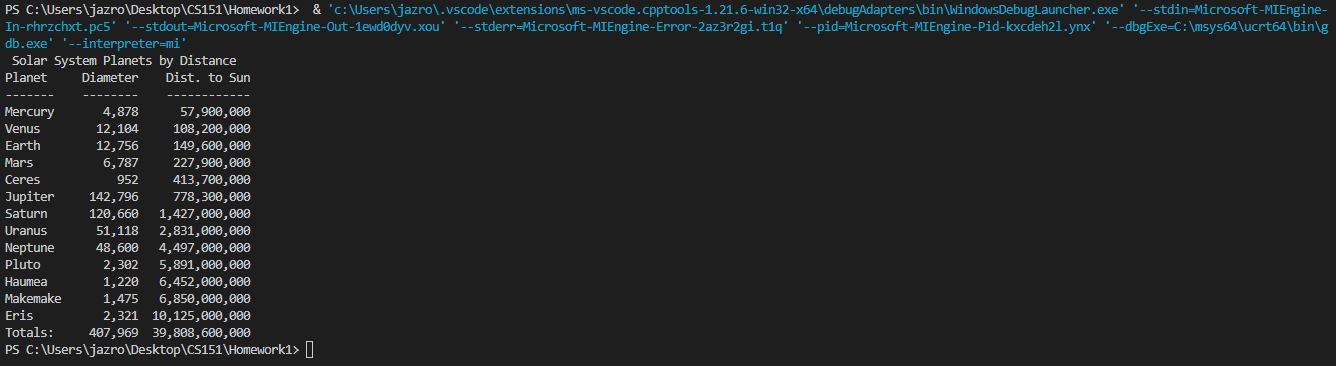 PS C:\Users\jazro\Desktop\CS151\Homework1>  & 'c:\Users\jazro\.vscode\extensions\ms-vscode.cpptools-1.21.6-win32-x64\debugAdapters\bin\WindowsDebugLauncher.exe' '--stdin=Microsoft-MIEngine-
In-rhrzchxt.pc5' '--stdout=Microsoft-MIEngine-Out-1ewd0dyv.xou' '--stderr=Microsoft-MIEngine-Error-2az3r2gi.t1q' '--pid=Microsoft-MIEngine-Pid-kxcdeh2l.ynx' '--dbgExe=C:\msys64\ucrt64\bin\g
db.exe' '--interpreter=mi'
 Solar System Planets by Distance
Planet     Diameter    Dist. to Sun
-------    --------    ------------
Mercury       4,878      57,900,000
Venus        12,104     108,200,000
Earth        12,756     149,600,000
Mars          6,787     227,900,000
Ceres           952     413,700,000
Jupiter     142,796     778,300,000
Saturn      120,660   1,427,000,000
Uranus       51,118   2,831,000,000
Neptune      48,600   4,497,000,000
Pluto         2,302   5,891,000,000
Haumea        1,220   6,452,000,000
Makemake      1,475   6,850,000,000
Eris          2,321  10,125,000,000
Totals:     407,969  39,808,600,000
PS C:\Users\jazro\Desktop\CS151\Homework1>